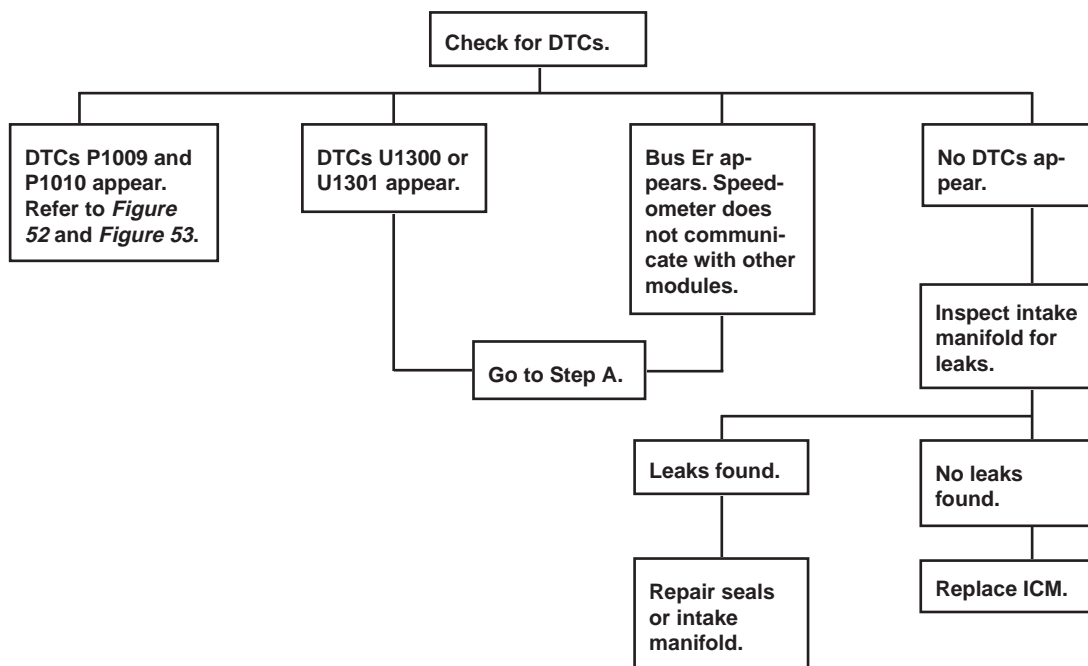 Check for DTCs.
DTCs P1009 and
P1010 appear.
Refer to Figure
52 and Figure 53.
DTCs U1300 or
U1301 appear.
Bus Er ap-
pears. Speed-
ometer does
not communi-
cate with other
modules.
No DTCs ap-
pear.
Inspect intake
manifold for
leaks.
Go to Step A.
Leaks found.
No leaks
found.
Repair seals
or intake
manifold.
Replace ICM.